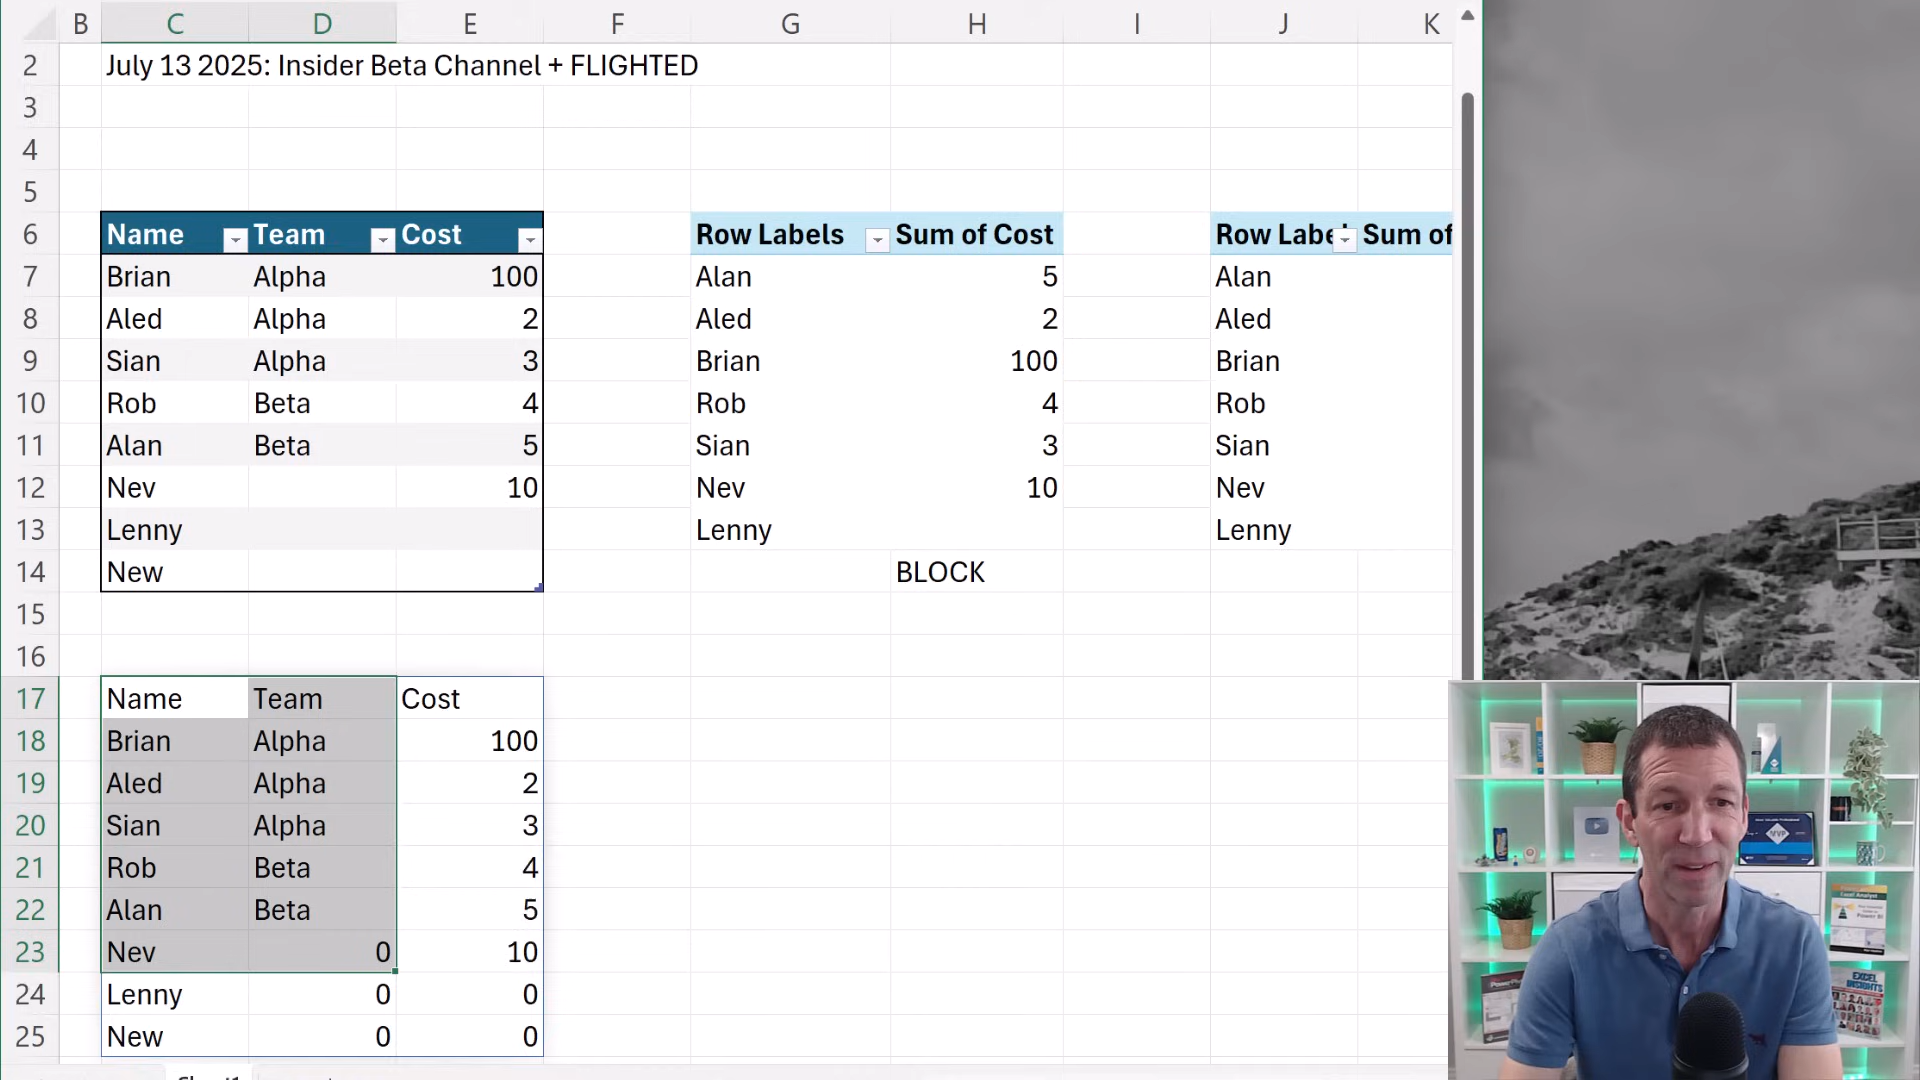 B C D E F G H I J K
2 July 13 2025: Insider Beta Channel + FLIGHTED
3
4
5
6 Name Team Cost Row Labels Sum of Cost Row Labe Sum of
7 Brian Alpha 100 Alan 5 Alan
8 Aled Alpha 2 Aled 2 Aled
9 Sian Alpha 3 Brian 100 Brian
10 Rob Beta 4 Rob 4 Rob
11 Alan Beta 5 Sian 3 Sian
12 Nev 10 Nev 10 Nev
13 Lenny Lenny Lenny
14 New BLOCK
15
16
17 Name Team Cost
18 Brian Alpha 100
19 Aled Alpha 2
20 Sian Alpha 3
21 Rob Beta 4
22 Alan Beta 5
23 Nev 0 10
24 Lenny 0 0
25 New 0 0
MVP
EXCEL
INSIGHTS